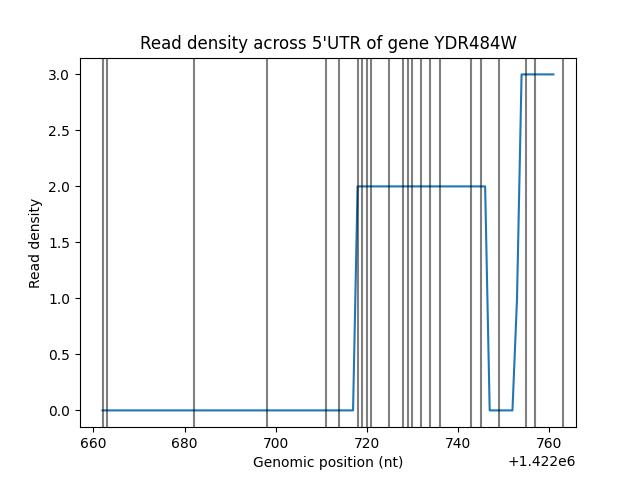 Read density across 5'UTR of gene YDR484W
3.0
2.5
2.0
1.5
1.0
0.5
0.0
Read density
660 680 700 720 740 760
Genomic position (nt)
+1.422e6